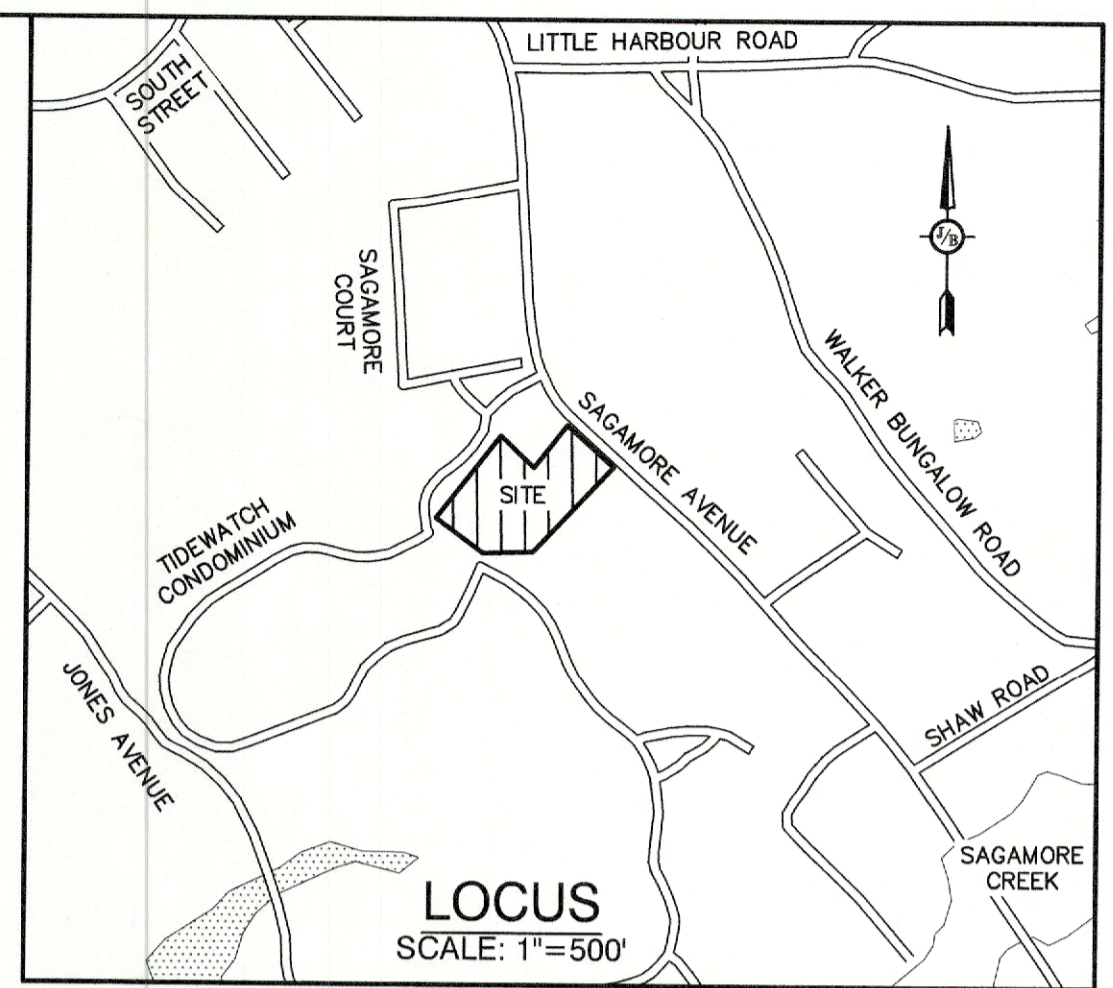 LITTLE HARBOUR ROAD
SOUTH
STREET
J/B
SAGAMORE
COURT
WALKER BUNGALOW ROAD
SAGAMORE AVENUE
SITE
TIDEWATCH
CONDOMINIUM
JONES AVENUE
SHAW ROAD
SAGAMORE
CREEK
LOCUS
SCALE: 1"=500'